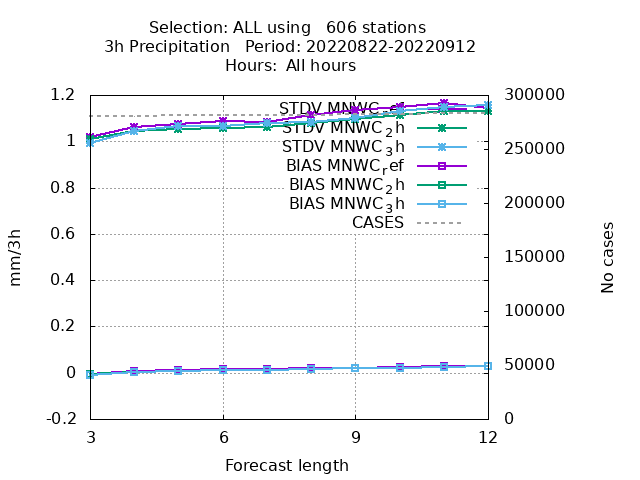 Selection: ALL using   606 stations
3h Precipitation   Period: 20220822-20220912
Hours:  All hours
1.2
1
0.8
0.6
0.4
0.2
0
-0.2
300000
250000
200000
150000
100000
50000
0
STDV MNWC
STDV MNWC2h
STDV MNWC3h
BIAS MNWCref
BIAS MNWC2h
BIAS MNWC3h
CASES
mm/3h
No cases
3
6
9
12
Forecast length